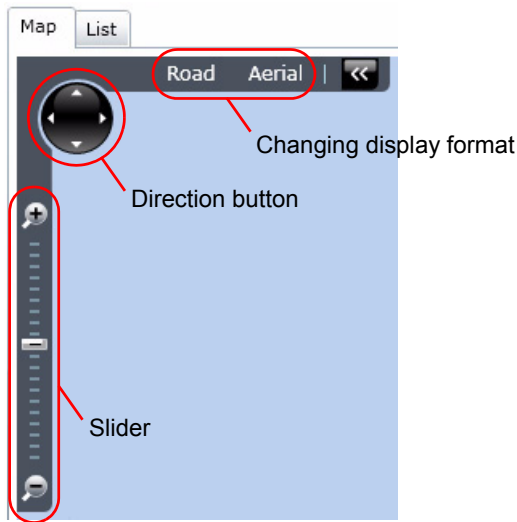 Map List
Road Aerial | <<
Changing display format
Direction button
Slider